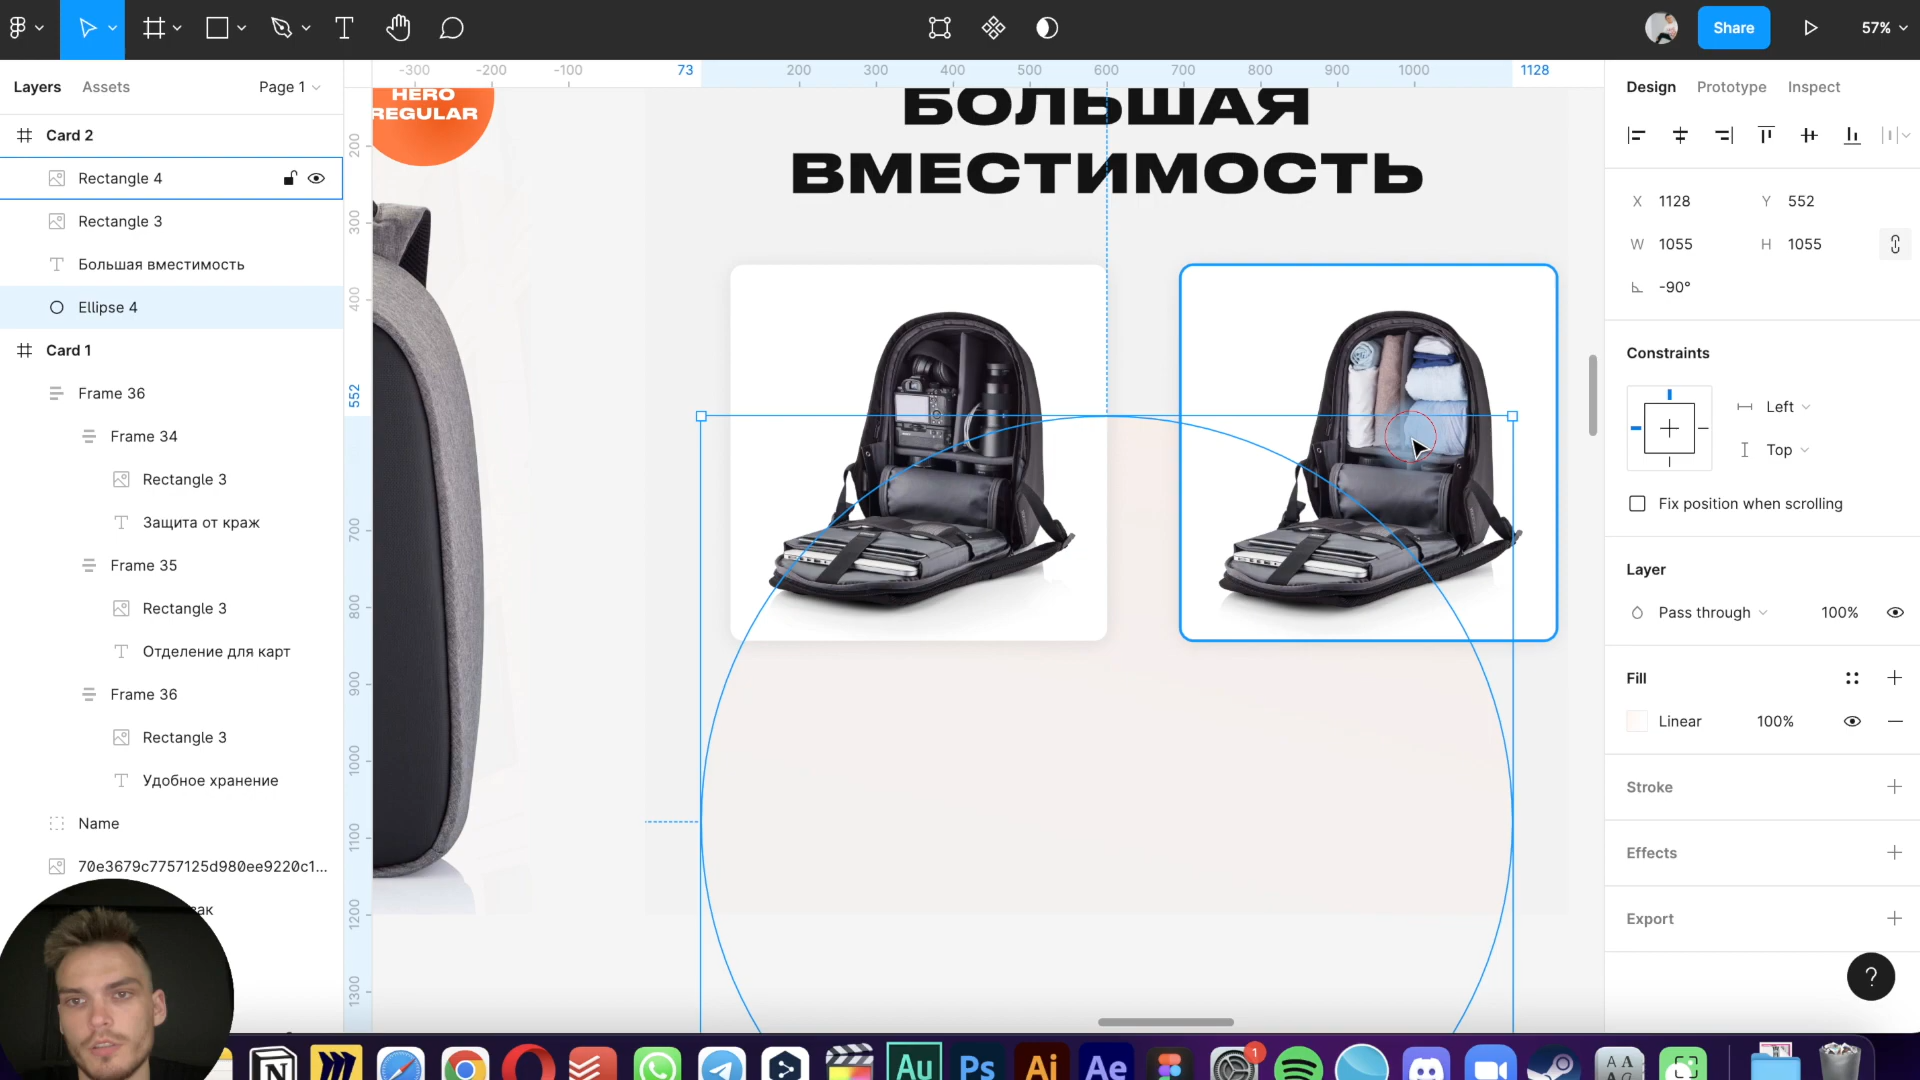 Share
57%
Layers
Assets
Page 1
Card 2
Rectangle 4
Rectangle 3
Большая вместимость
Ellipse 4
Card 1
Frame 36
Frame 34
Rectangle 3
Защита от краж
Frame 35
Rectangle 3
Отделение для карт
Frame 36
Rectangle 3
Удобное хранение
Name
70e3679c7757125d980ee9220c1...
-300
-200
-100
73
200
300
400
500
600
700
800
900
1000
1128
200
300
400
552
700
800
900
1000
1100
1200
1300
HERO
REGULAR
БОЛЬШАЯ
ВМЕСТИМОСТЬ
Design
Prototype
Inspect
X 1128
Y 552
W 1055
H 1055
-90°
Constraints
Left
Top
Fix position when scrolling
Layer
Pass through
100%
Fill
Linear
100%
Stroke
Effects
Export
?
1
Au
Ps
Ai
Ae